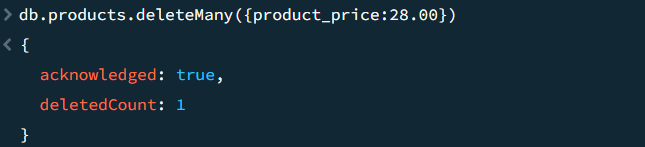 > db.products.deleteMany({product_price:28.00})
< {
acknowledged: true,
deletedCount: 1
}